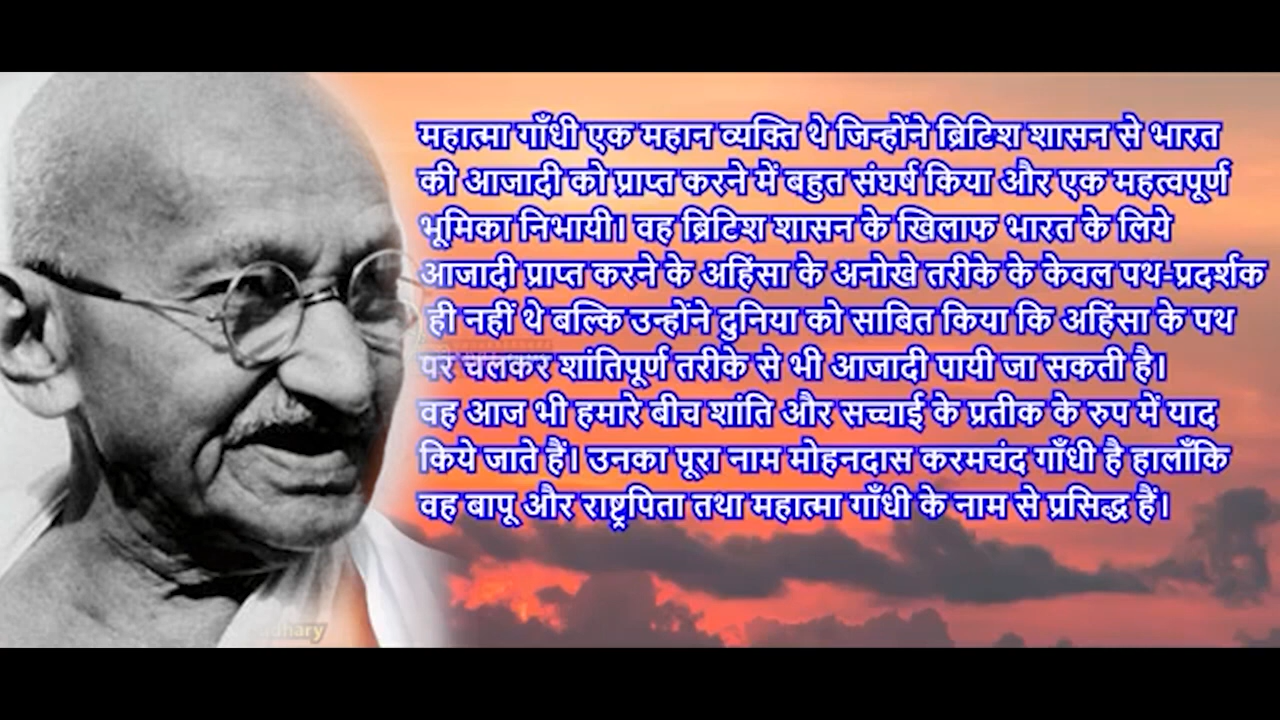 महात्मा गाँधी एक महान व्यक्ति थे जिन्होंने ब्रिटिश शासन से भारत
की आजादी को प्राप्त करने में बहुत संघर्ष किया और एक महत्वपूर्ण
भूमिका निभायी। वह ब्रिटिश शासन के खिलाफ भारत के लिये
आजादी प्राप्त करने के अहिंसा के अनोखे तरीके के केवल पथ-प्रदर्शक
ही नहीं थे बल्कि उन्होंने दुनिया को साबित किया कि अहिंसा के पथ
पर चलकर शांतिपूर्ण तरीके से भी आजादी पायी जा सकती है।
वह आज भी हमारे बीच शांति और सच्चाई के प्रतीक के रुप में याद
किये जाते हैं। उनका पूरा नाम मोहनदास करमचंद गाँधी है हालाँकि
वह बापू और राष्ट्रपिता तथा महात्मा गाँधी के नाम से प्रसिद्ध हैं।